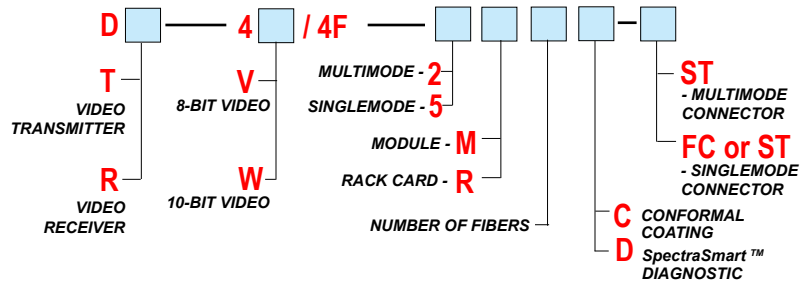 D 4 / 4F
T
VIDEO
TRANSMITTER
R
VIDEO
RECEIVER
V
8-BIT VIDEO
W
10-BIT VIDEO
MULTIMODE - 2
SINGLEMODE - 5
MODULE - M
RACK CARD - R
NUMBER OF FIBERS
C CONFORMAL
COATING
D SpectraSmart ™
DIAGNOSTIC
ST
- MULTIMODE
CONNECTOR
FC or ST
- SINGLEMODE
CONNECTOR